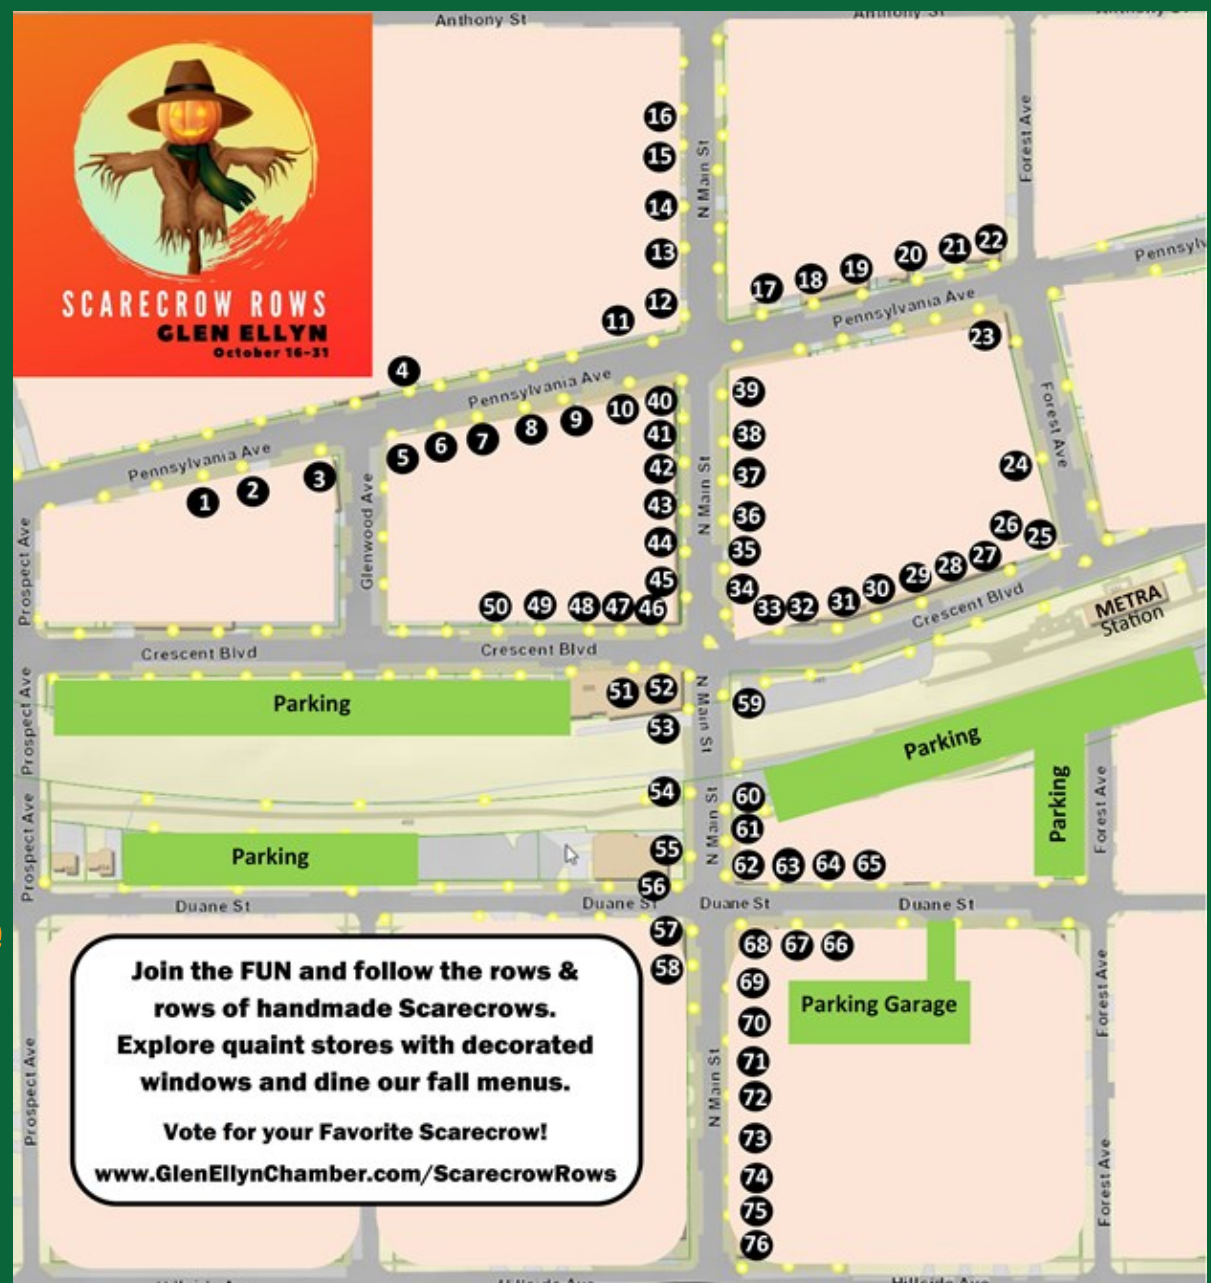 Anthony St
Anthony St
Forest Ave
N Main St
16
15
14
13
12
11
SCARECROW ROWS
GLEN ELLYN
October 16-31
22
21
20
19
18
17
Pennsylvania Ave
23
4
Pennsylvania Ave
Forest Ave
39
38
37
36
35
34
33
32
31
30
29
28
27
26
25
24
40
41
42
43
44
45
46
47
48
49
50
10
9
8
7
6
5
Pennsylvania Ave
3
2
1
Prospect Ave
Glenwood Ave
N Main St
Crescent Blvd
METRA
Station
Crescent Blvd
Crescent Blvd
Prospect Ave
Parking
51
52
53
N Main St
59
Parking
Parking
Forest Ave
Prospect Ave
Parking
54
55
56
N Main St
60
61
62
63
64
65
Duane St
Duane St
Duane St
Duane St
57
58
68
67
66
69
70
71
72
73
74
75
76
Parking Garage
Forest Ave
Forest Ave
N Main St
Prospect Ave
Join the FUN and follow the rows &
rows of handmade Scarecrows.
Explore quaint stores with decorated
windows and dine our fall menus.
Vote for your Favorite Scarecrow!
www.GlenEllynChamber.com/ScarecrowRows